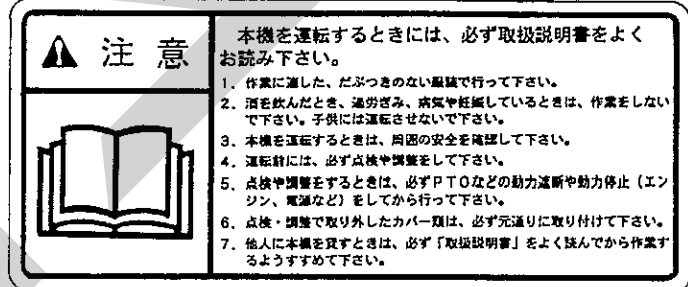 注意
本機を運転するときには、必ず取扱説明書をよく
お読み下さい。
1. 作業に適した、だぶつきのない服装で行って下さい。
2. 酒を飲んだとき、過労ぎみ、病気や妊娠しているときは、作業をしない
で下さい。子供には運転させないで下さい。
3. 本機を運転するときは、周囲の安全を確認して下さい。
4. 運転前には、必ず点検や調整をして下さい。
5. 点検や調整をするときは、必ずPTOなどの動力遮断や動力停止(エン
ジン、電源など)をしてから行って下さい。
6. 点検・調整で取り外したカバー類は、必ず元通りに取り付けて下さい。
7. 他人に本機を貸すときは、必ず「取扱説明書」をよく読んでから作業す
るようすすめて下さい。